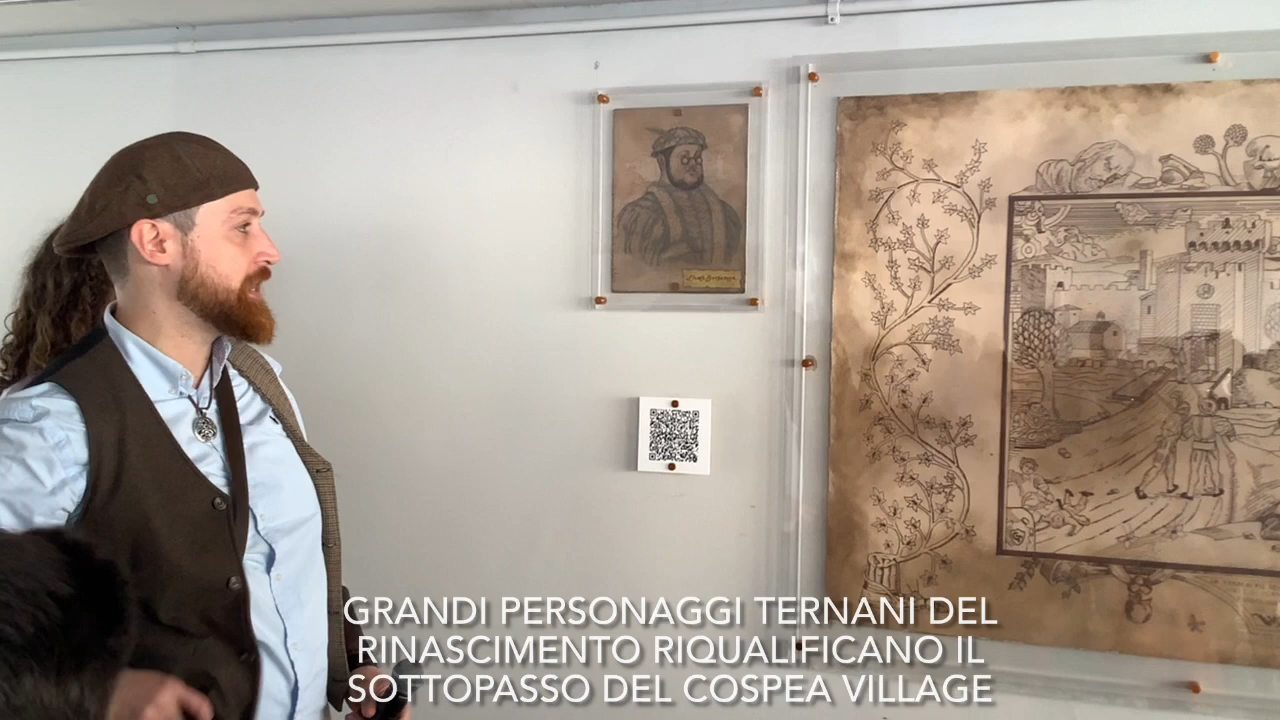 GRANDI PERSONAGGI TERNANI DEL
RINASCIMENTO RIQUALIFICANO IL
SOTTOPASSO DEL COSPEA VILLAGE